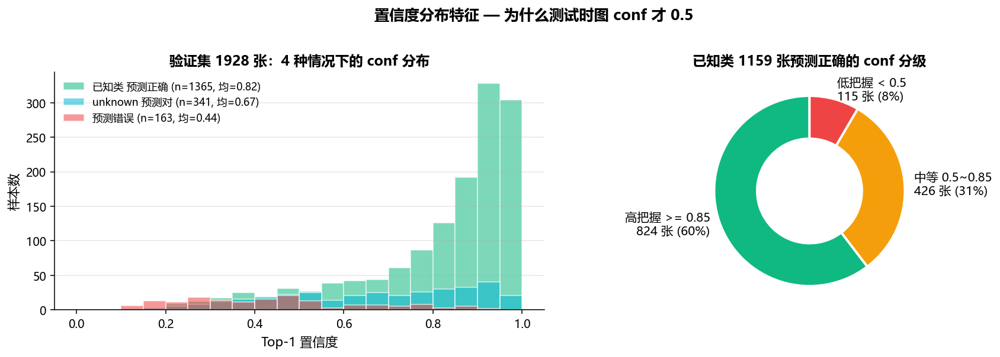 置信度分布特征 — 为什么测试时图 conf 才 0.5
验证集 1928 张：4 种情况下的 conf 分布
已知类 预测正确 (n=1365, 均=0.82)
unknown 预测对 (n=341, 均=0.67)
预测错误 (n=163, 均=0.44)
样本数
300
250
200
150
100
50
0
0.0
0.2
0.4
0.6
0.8
1.0
Top-1 置信度
已知类 1159 张预测正确的 conf 分级
低把握 < 0.5
115 张 (8%)
中等 0.5~0.85
426 张 (31%)
高把握 >= 0.85
824 张 (60%)